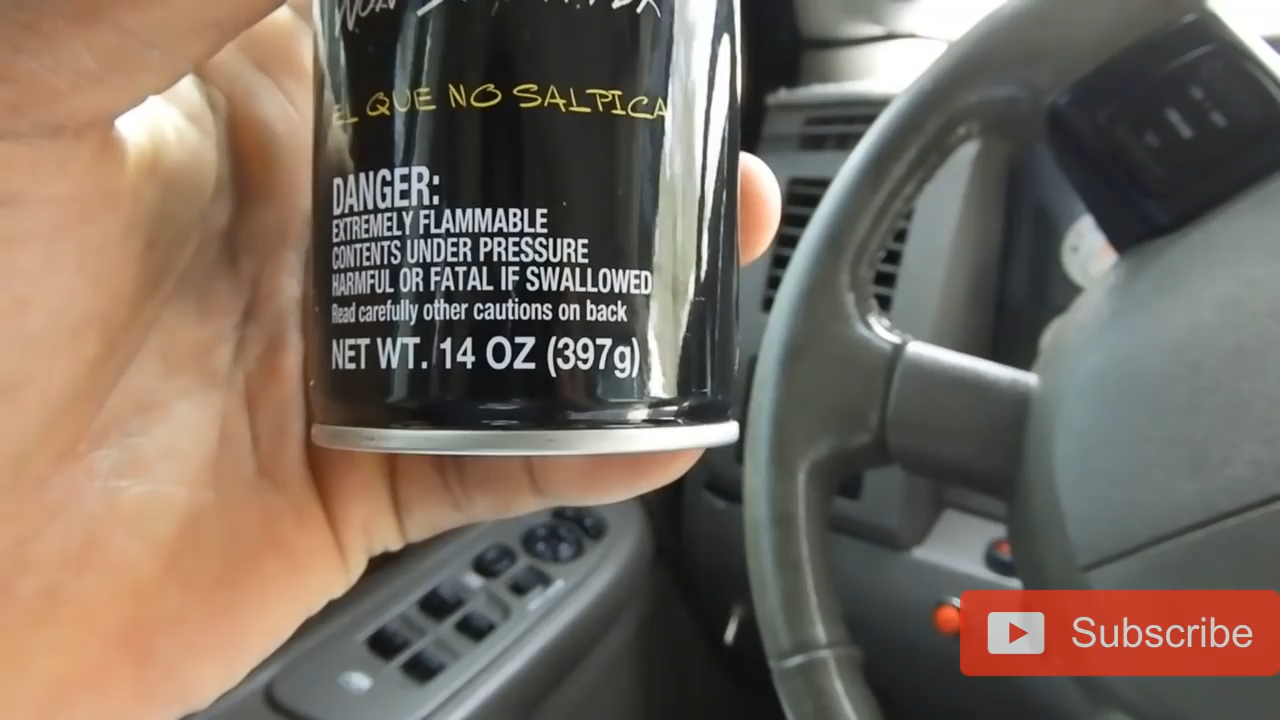 EL QUE NO SALPICA
DANGER:
EXTREMELY FLAMMABLE
CONTENTS UNDER PRESSURE
HARMFUL OR FATAL IF SWALLOWED
Read carefully other cautions on back
NET WT. 14 OZ (397g)
Subscribe